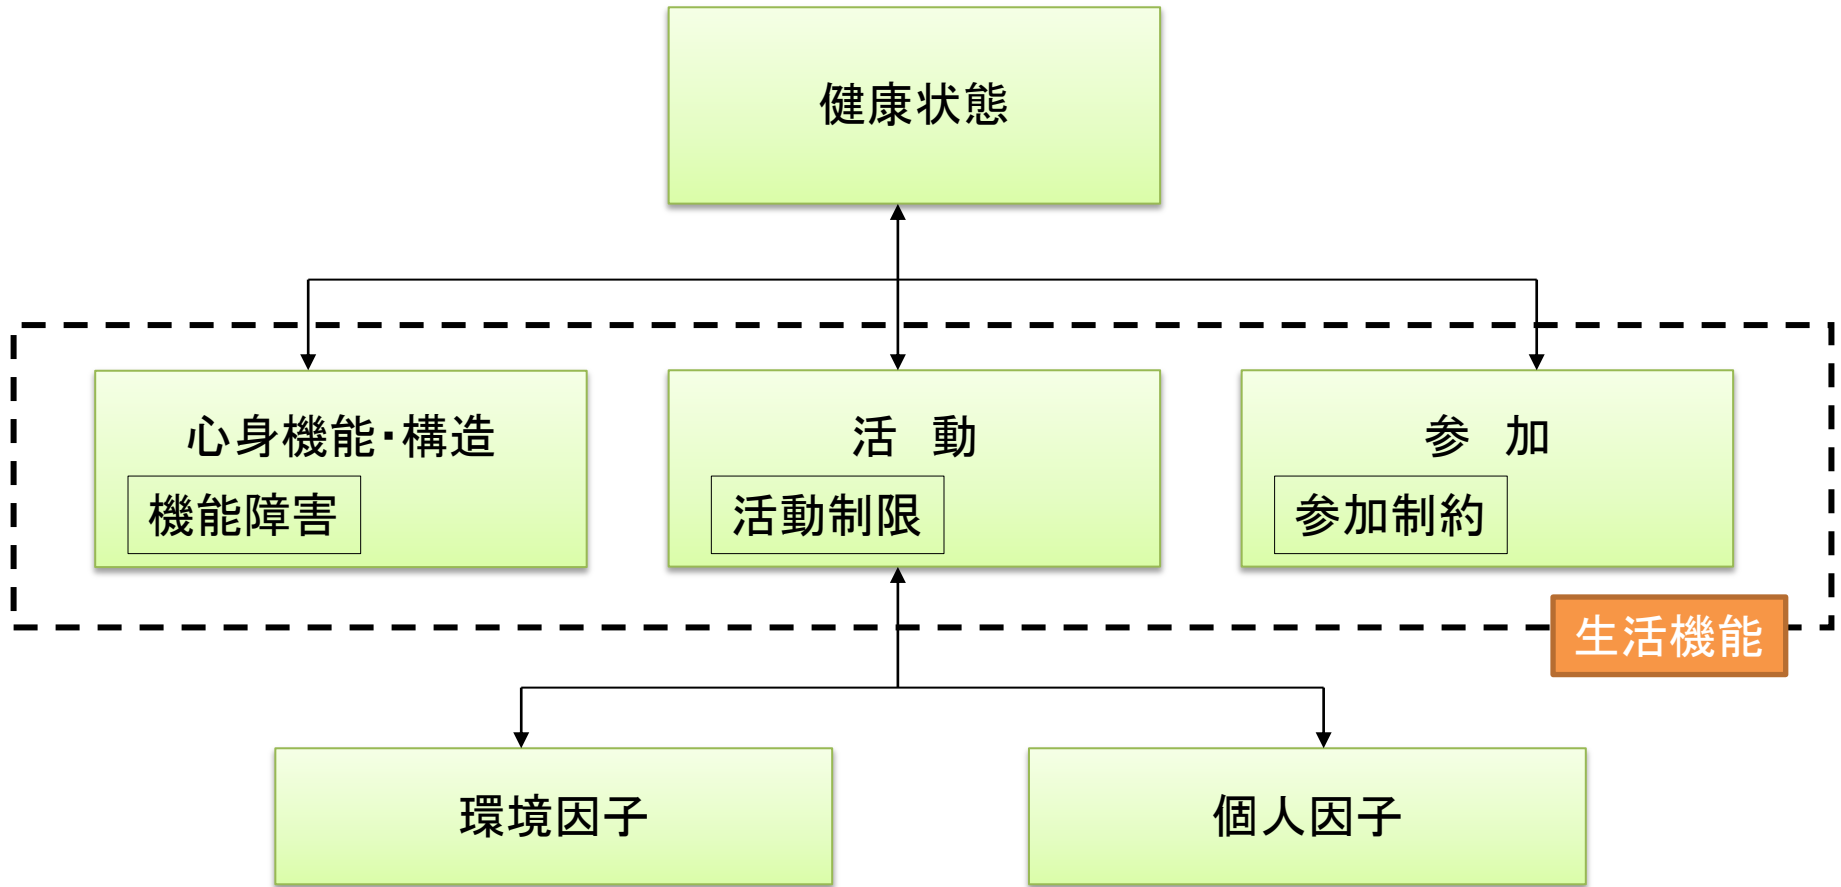 健康状態
心身機能・構造
機能障害
活　動
活動制限
参　加
参加制約
生活機能
環境因子
個人因子